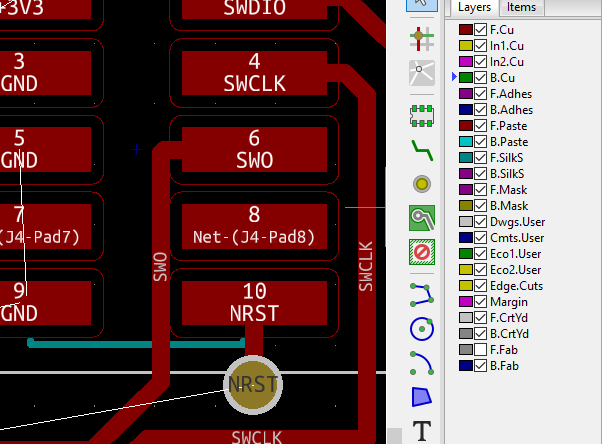 +3V3
SWDIO
3
GND
4
SWCLK
5
GND
6
SWO
7
(J4-Pad7)
8
Net-(J4-Pad8)
9
GND
10
NRST
SWO
SWCLK
NRST
SWCLK
T
Layers
Items
F.Cu
In1.Cu
In2.Cu
B.Cu
F.Adhes
B.Adhes
F.Paste
B.Paste
F.SilkS
B.SilkS
F.Mask
B.Mask
Dwgs.User
Cmts.User
Eco1.User
Eco2.User
Edge.Cuts
Margin
F.CrtYd
B.CrtYd
F.Fab
B.Fab